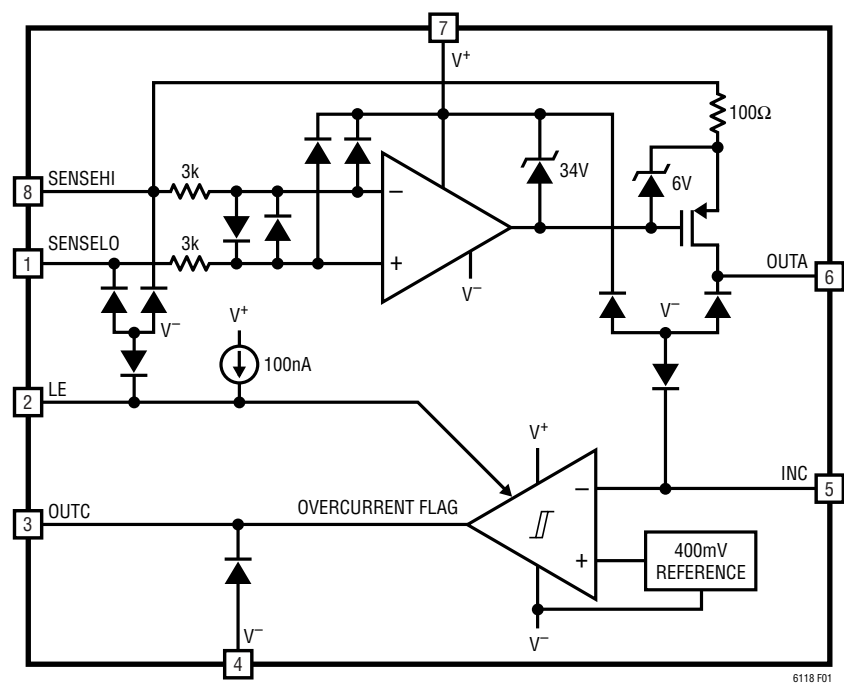 7
V+
100Ω
3k
34V
6V
8
SENSEHI
−
SENSELO
3k
1
+
OUTA
6
V−
V−
V−
V+
100nA
LE
2
V+
INC
5
OUTC
3
OVERCURRENT FLAG
−
+
400mV
REFERENCE
V−
V−
4
6118 F01